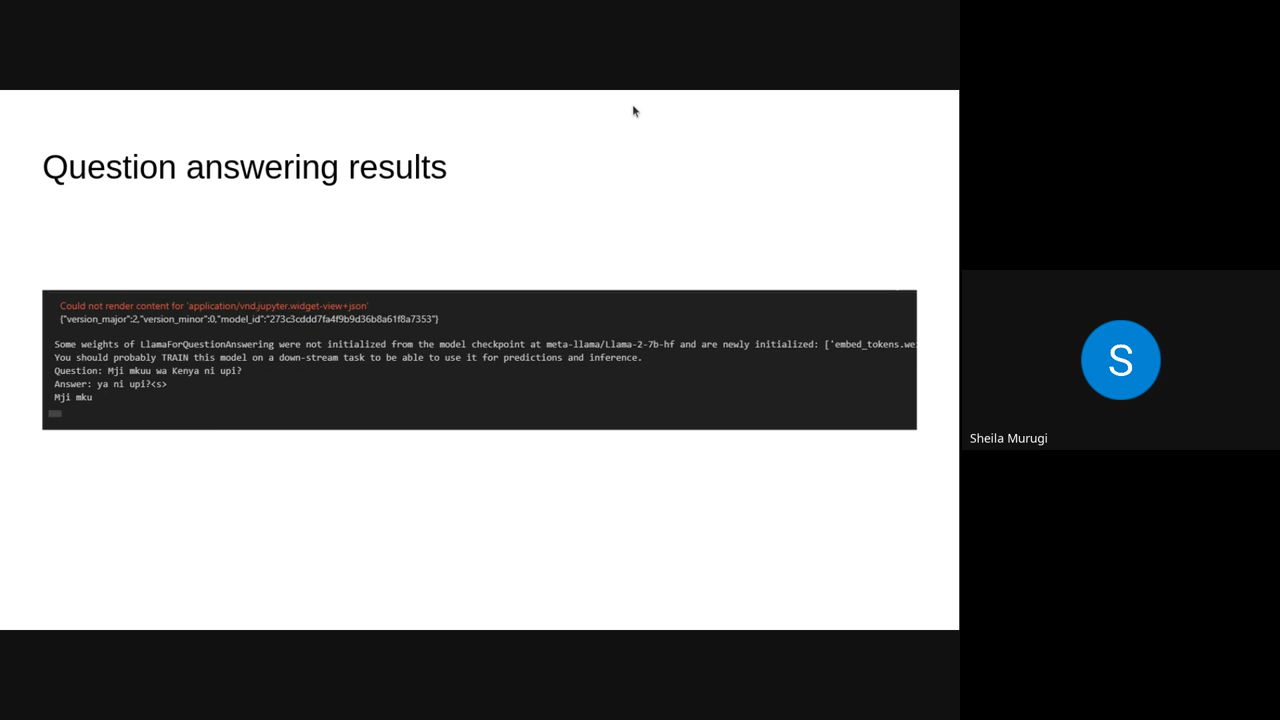 Question answering results
Could not render content for 'application/vnd.jupyter.widget-view+json'
{"version_major":2,"version_minor":0,"model_id":"273c3cddd7fa4f9b9d36b8a61f8a7353"}
Some weights of LlamaForQuestionAnswering were not initialized from the model checkpoint at meta-llama/Llama-2-7b-hf and are newly initialized: ['embed_tokens.wei
You should probably TRAIN this model on a down-stream task to be able to use it for predictions and inference.
Question: Mji mkuu wa Kenya ni upi?
Answer: ya ni upi?<s>
Mji mku
S
Sheila Murugi